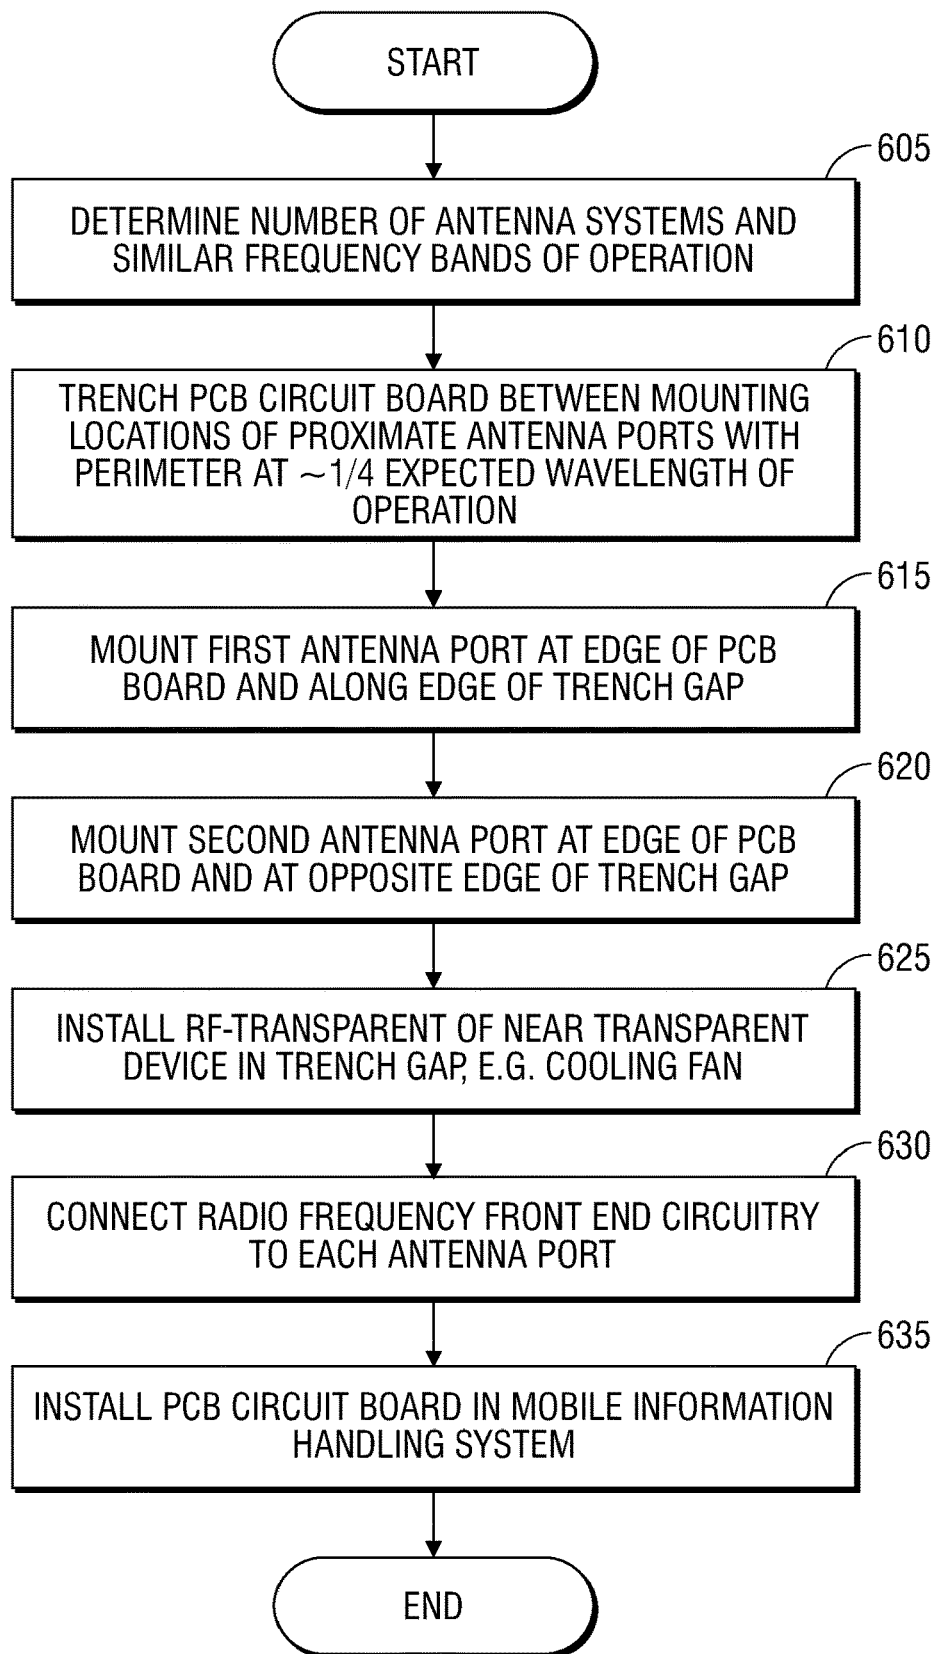 START
605
DETERMINE NUMBER OF ANTENNA SYSTEMS AND
SIMILAR FREQUENCY BANDS OF OPERATION
610
TRENCH PCB CIRCUIT BOARD BETWEEN MOUNTING
LOCATIONS OF PROXIMATE ANTENNA PORTS WITH
PERIMETER AT ~1/4 EXPECTED WAVELENGTH OF
OPERATION
615
MOUNT FIRST ANTENNA PORT AT EDGE OF PCB
BOARD AND ALONG EDGE OF TRENCH GAP
620
MOUNT SECOND ANTENNA PORT AT EDGE OF PCB
BOARD AND AT OPPOSITE EDGE OF TRENCH GAP
625
INSTALL RF-TRANSPARENT OF NEAR TRANSPARENT
DEVICE IN TRENCH GAP, E.G. COOLING FAN
630
CONNECT RADIO FREQUENCY FRONT END CIRCUITRY
TO EACH ANTENNA PORT
635
INSTALL PCB CIRCUIT BOARD IN MOBILE INFORMATION
HANDLING SYSTEM
END